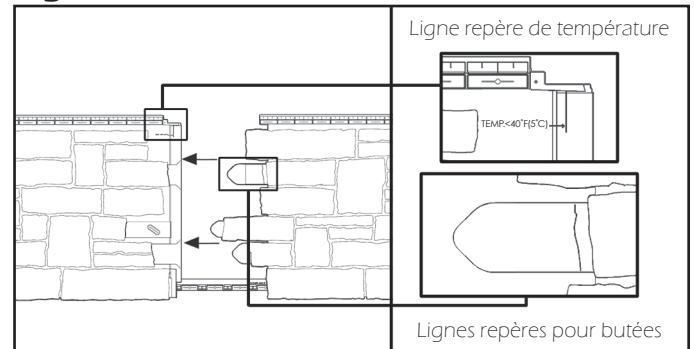 Ligne repère de température
TEMP.<40°F(5°C)
Lignes repères pour butées